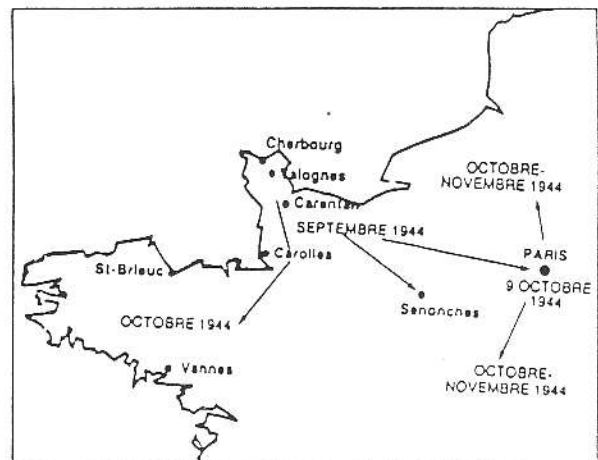 Cherbourg
Valognes
Carentan
OCTOBRE-
NOVEMBRE 1944
SEPTEMBRE 1944
Carolles
St-Brieuc
PARIS
9 OCTOBRE
1944
Senonches
OCTOBRE 1944
Vannes
OCTOBRE-
NOVEMBRE 1944